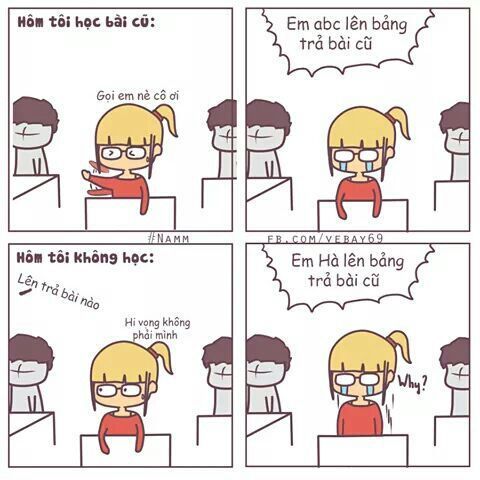 Hôm tôi học bài cũ:
Gọi em nè cô ơi
Em abc lên bảng
trả bài cũ
#Namm
FB.COM/VEBAY69
Hôm tôi không học:
Lên trả bài nào
Hi vong không
phải mình
Em Hà lên bảng
trả bài cũ
Why?